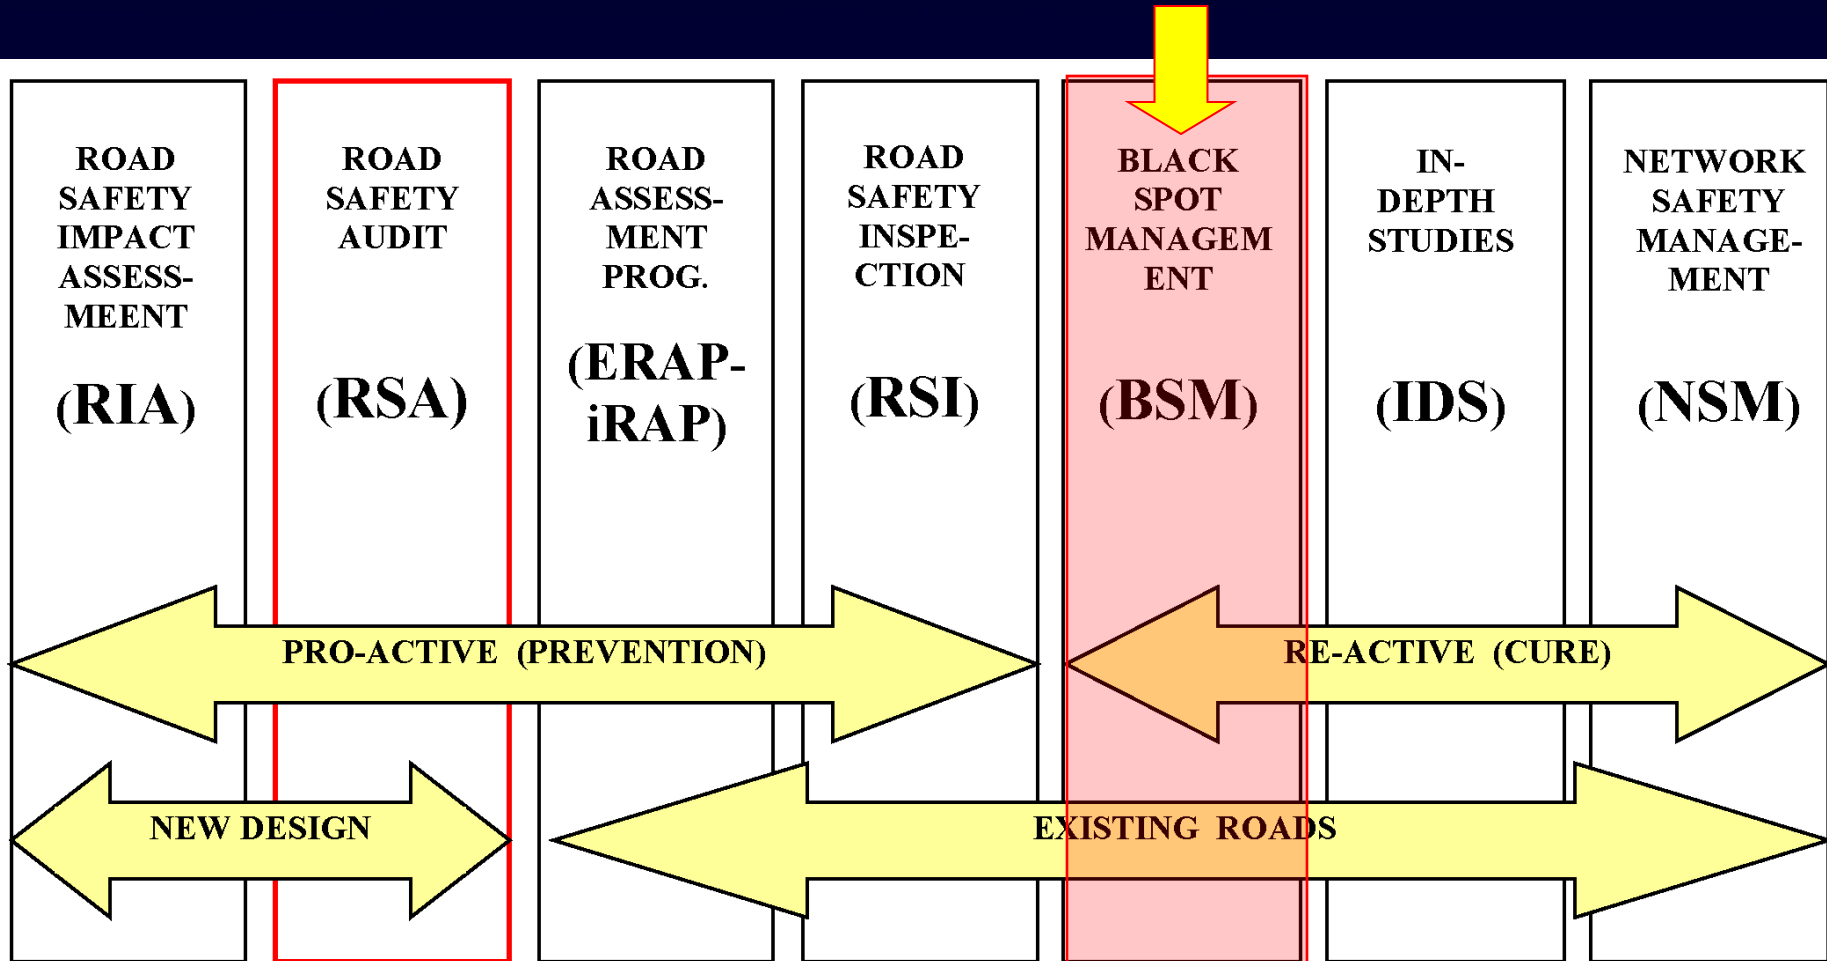 ROAD
SAFETY
IMPACT
ASSESS-
MEENT
(RIA)
ROAD
SAFETY
AUDIT
(RSA)
ROAD
ASSESS-
MENT
PROG.
(ERAP-
iRAP)
ROAD
SAFETY
INSPE-
CTION
(RSI)
BLACK
SPOT
MANAGEM
ENT
(BSM)
IN-
DEPTH
STUDIES
(IDS)
NETWORK
SAFETY
MANAGE-
MENT
(NSM)
PRO-ACTIVE (PREVENTION)
RE-ACTIVE (CURE)
NEW DESIGN
EXISTING ROADS